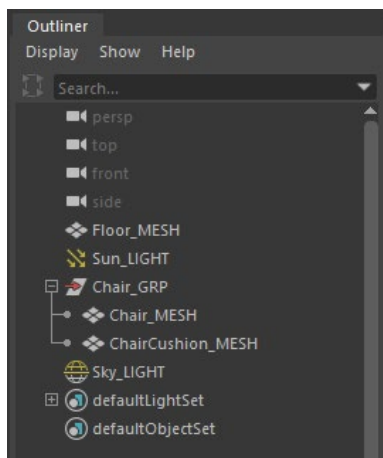 Outliner
Display Show Help
Search...
persp
top
front
side
Floor_MESH
Sun_LIGHT
Chair_GRP
Chair_MESH
ChairCushion_MESH
Sky_LIGHT
defaultLightSet
defaultObjectSet